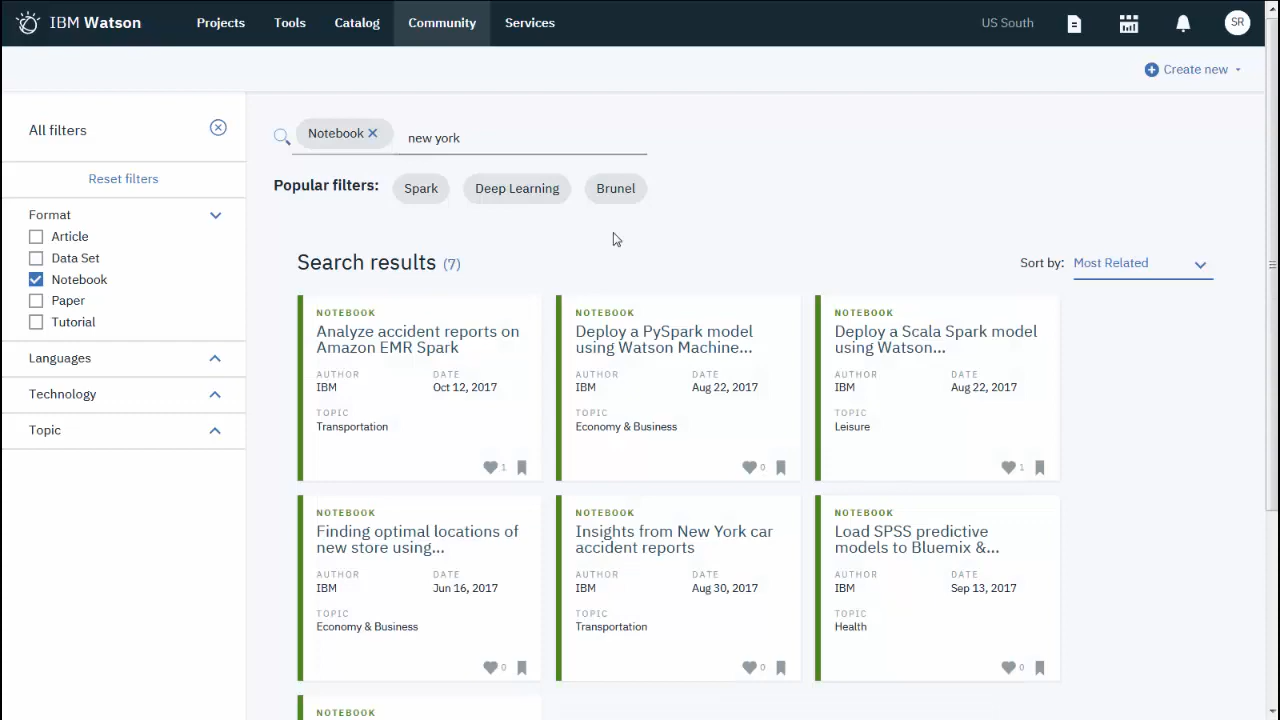 IBM Watson Projects Tools Catalog Community Services US South SR
Create new
All filters
Reset filters
Format
Article
Data Set
Notebook
Paper
Tutorial
Languages
Technology
Topic
Notebook new york
Popular filters: Spark Deep Learning Brunel
Search results (7)
Sort by: Most Related
NOTEBOOK
Analyze accident reports on
Amazon EMR Spark
AUTHOR DATE
IBM Oct 12, 2017
TOPIC
Transportation
1
NOTEBOOK
Deploy a PySpark model
using Watson Machine...
AUTHOR DATE
IBM Aug 22, 2017
TOPIC
Economy & Business
0
NOTEBOOK
Deploy a Scala Spark model
using Watson...
AUTHOR DATE
IBM Aug 22, 2017
TOPIC
Leisure
1
NOTEBOOK
Finding optimal locations of
new store using...
AUTHOR DATE
IBM Jun 16, 2017
TOPIC
Economy & Business
0
NOTEBOOK
Insights from New York car
accident reports
AUTHOR DATE
IBM Aug 30, 2017
TOPIC
Transportation
0
NOTEBOOK
Load SPSS predictive
models to Bluemix &...
AUTHOR DATE
IBM Sep 13, 2017
TOPIC
Health
0
NOTEBOOK